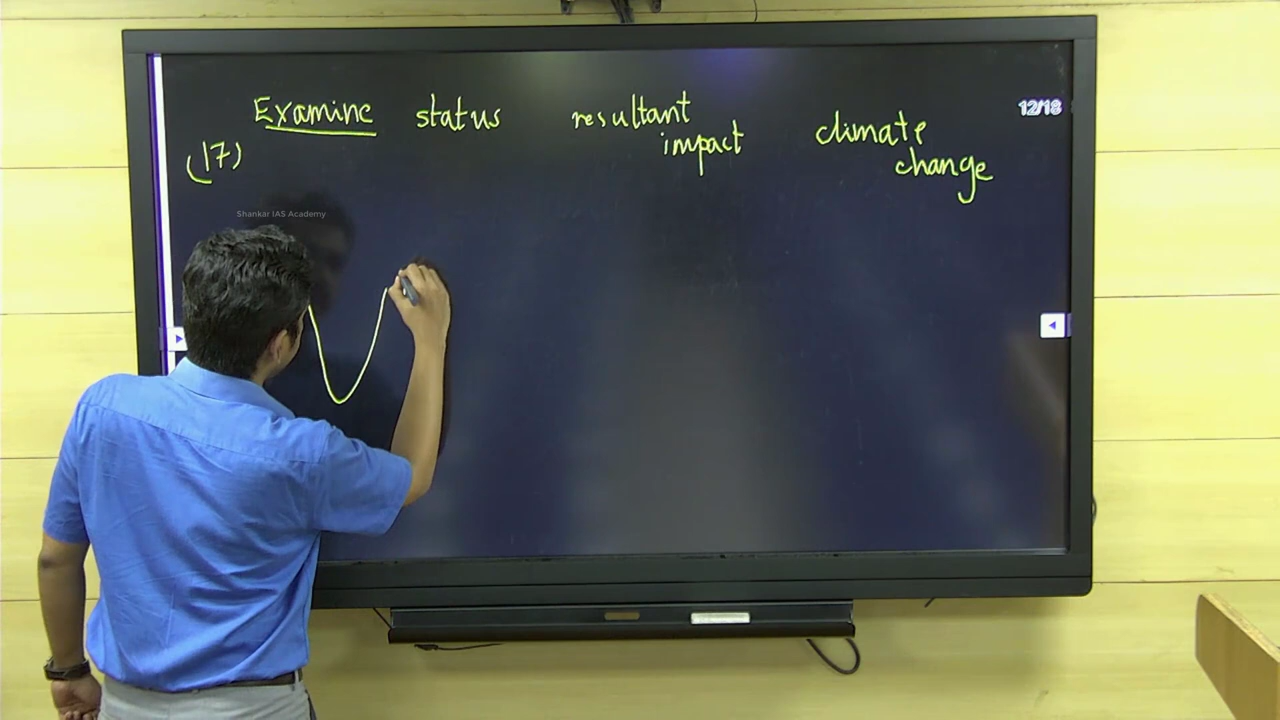 Examine status resultant impact climate change
12/18
(17)
Shankar IAS Academy